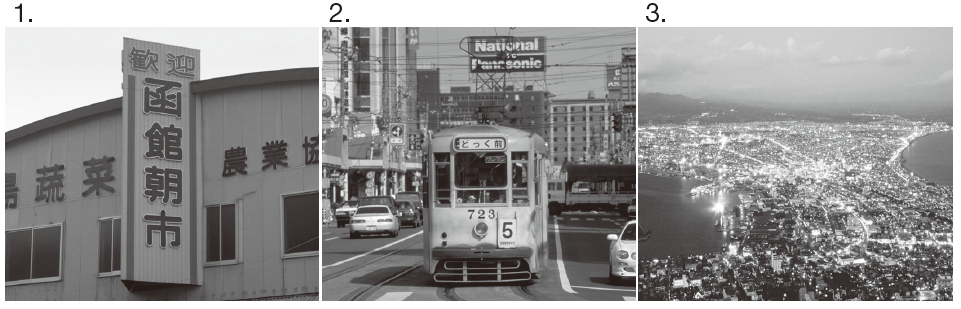 1.
2.
3.
歓迎
函館朝市
蔬菜
農業協
National
Panasonic
どっく前
723
5